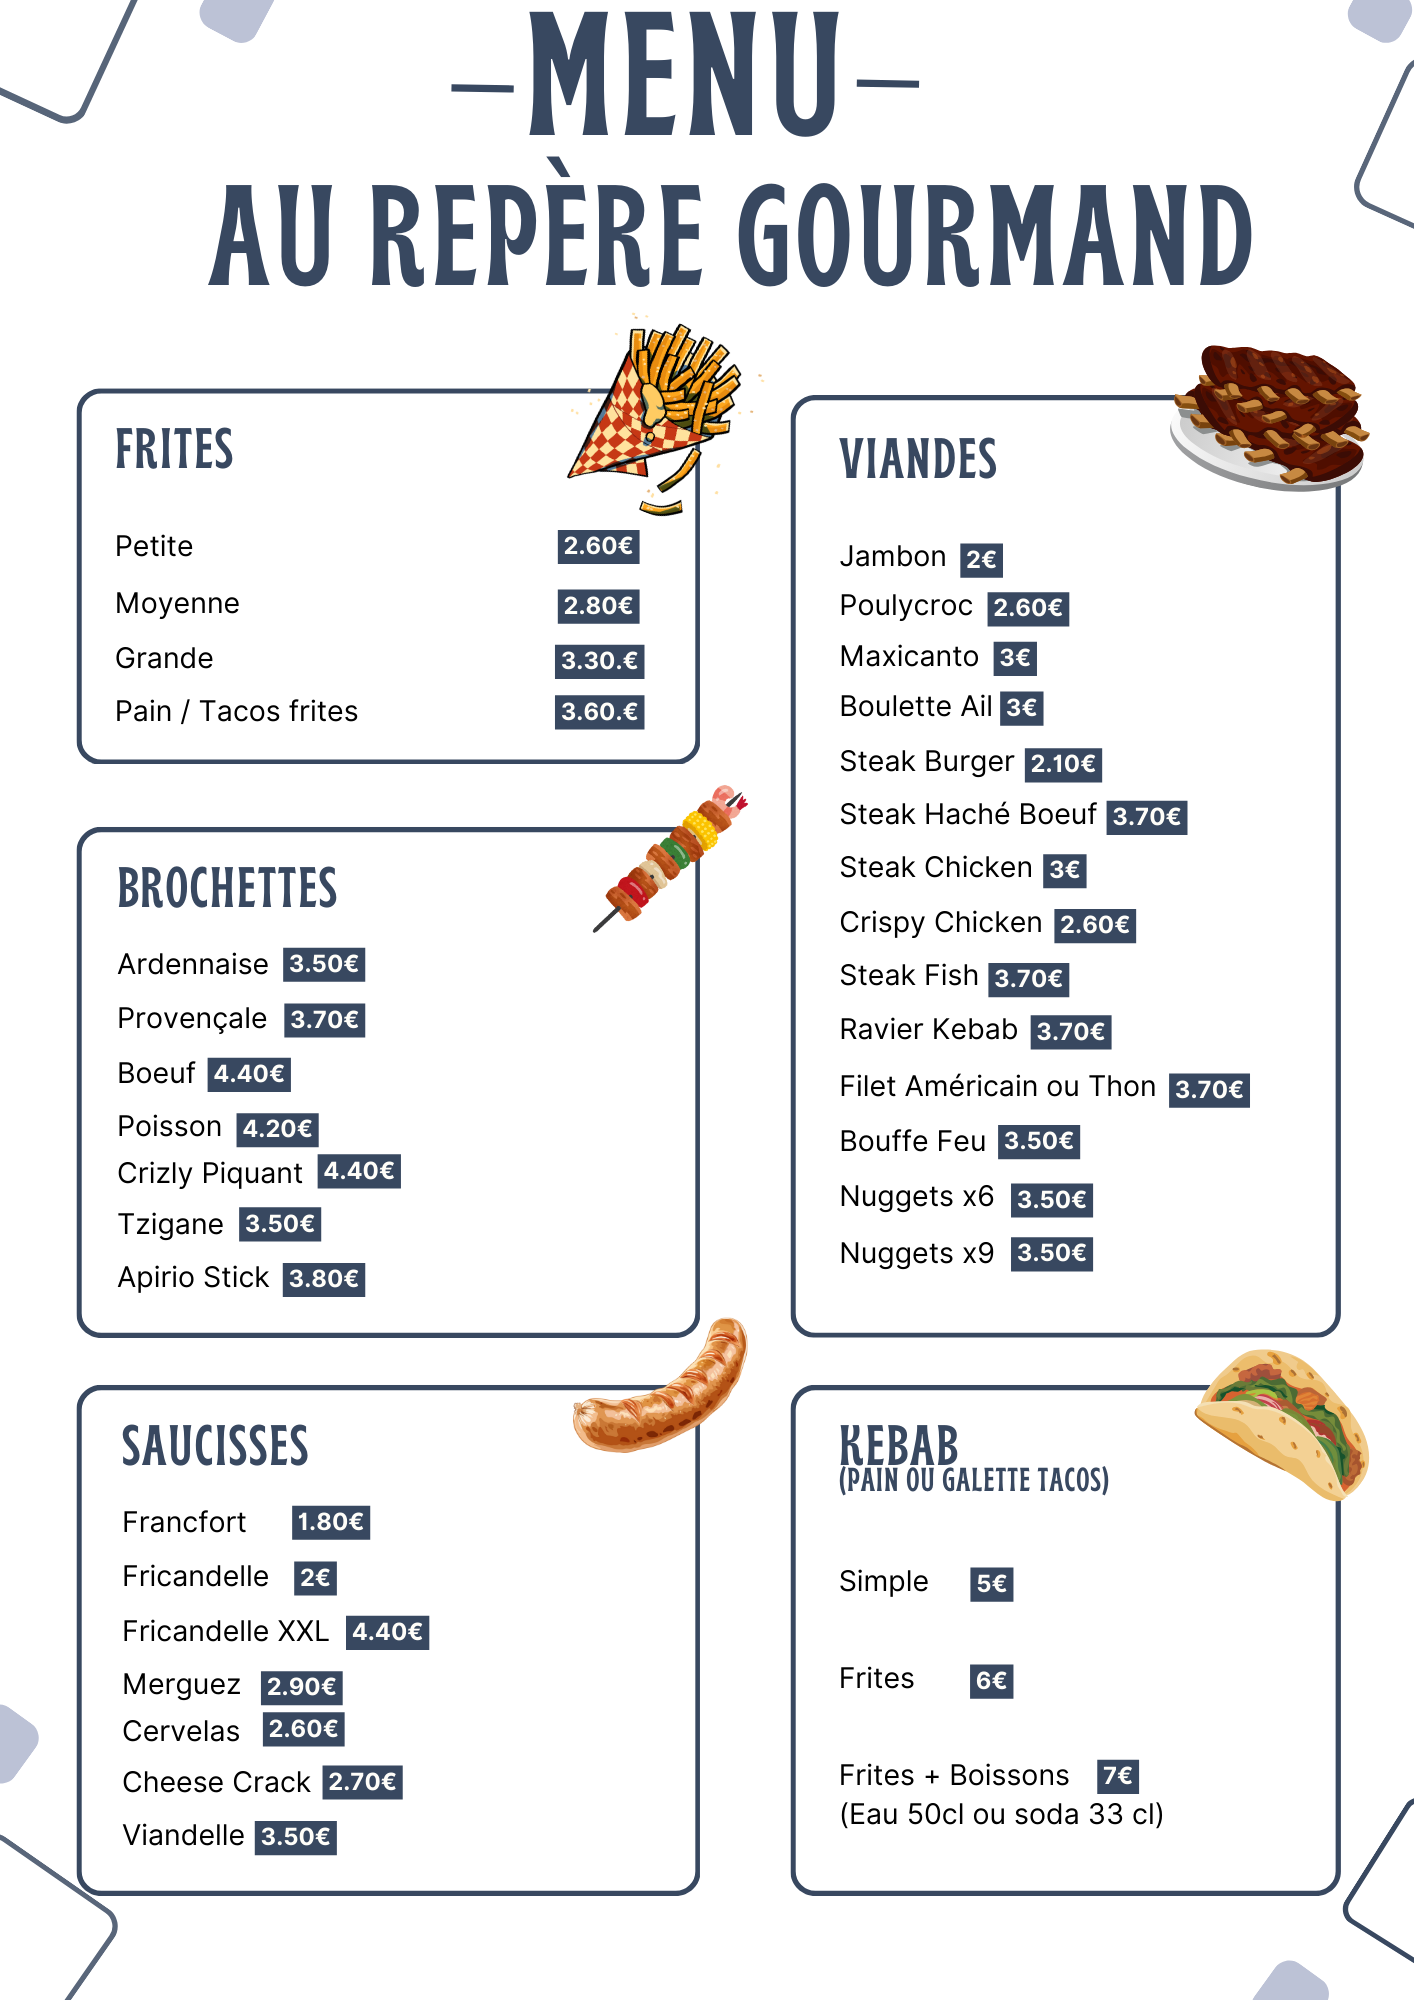 MENU
AU REPÈRE GOURMAND
FRITES
Petite 2.60€
Moyenne 2.80€
Grande 3.30.€
Pain / Tacos frites 3.60.€
BROCHETTES
Ardennaise 3.50€
Provençale 3.70€
Boeuf 4.40€
Poisson 4.20€
Crizly Piquant 4.40€
Tzigane 3.50€
Apirio Stick 3.80€
SAUCISSES
Francfort 1.80€
Fricandelle 2€
Fricandelle XXL 4.40€
Merguez 2.90€
Cervelas 2.60€
Cheese Crack 2.70€
Viandelle 3.50€
VIANDES
Jambon 2€
Poulycroc 2.60€
Maxicanto 3€
Boulette Ail 3€
Steak Burger 2.10€
Steak Haché Boeuf 3.70€
Steak Chicken 3€
Crispy Chicken 2.60€
Steak Fish 3.70€
Ravier Kebab 3.70€
Filet Américain ou Thon 3.70€
Bouffe Feu 3.50€
Nuggets x6 3.50€
Nuggets x9 3.50€
KEBAB
(PAIN OU GALETTE TACOS)
Simple 5€
Frites 6€
Frites + Boissons 7€
(Eau 50cl ou soda 33 cl)